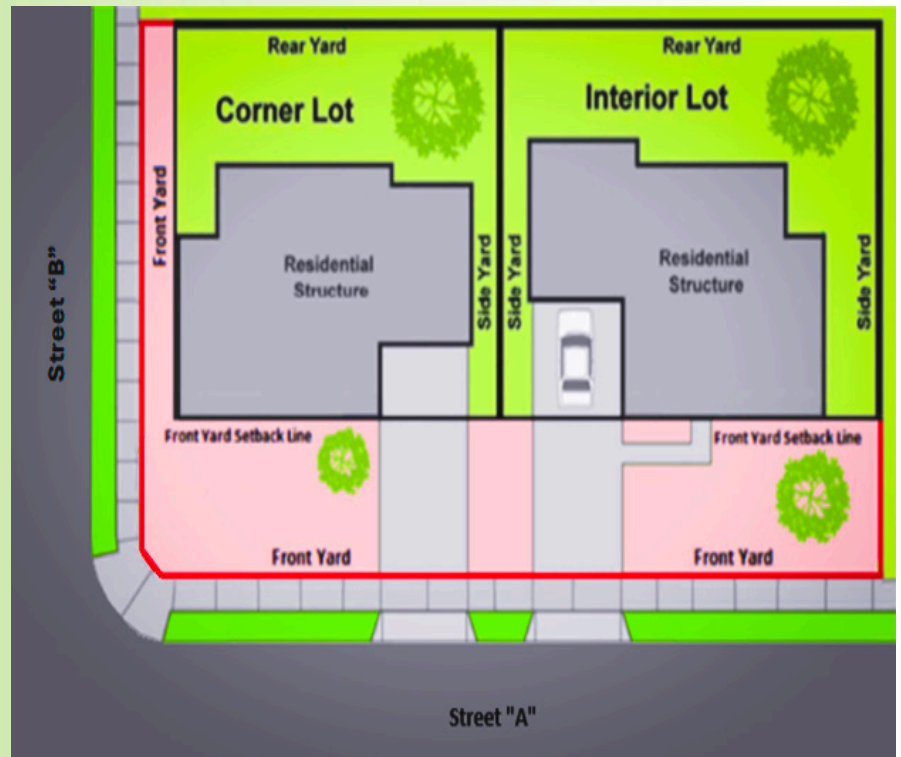 Rear Yard
Rear Yard
Corner Lot
Interior Lot
Front Yard
Residential
Structure
Side Yard
Side Yard
Residential
Structure
Side Yard
Street "B"
Front Yard Setback Line
Front Yard Setback Line
Front Yard
Front Yard
Street "A"